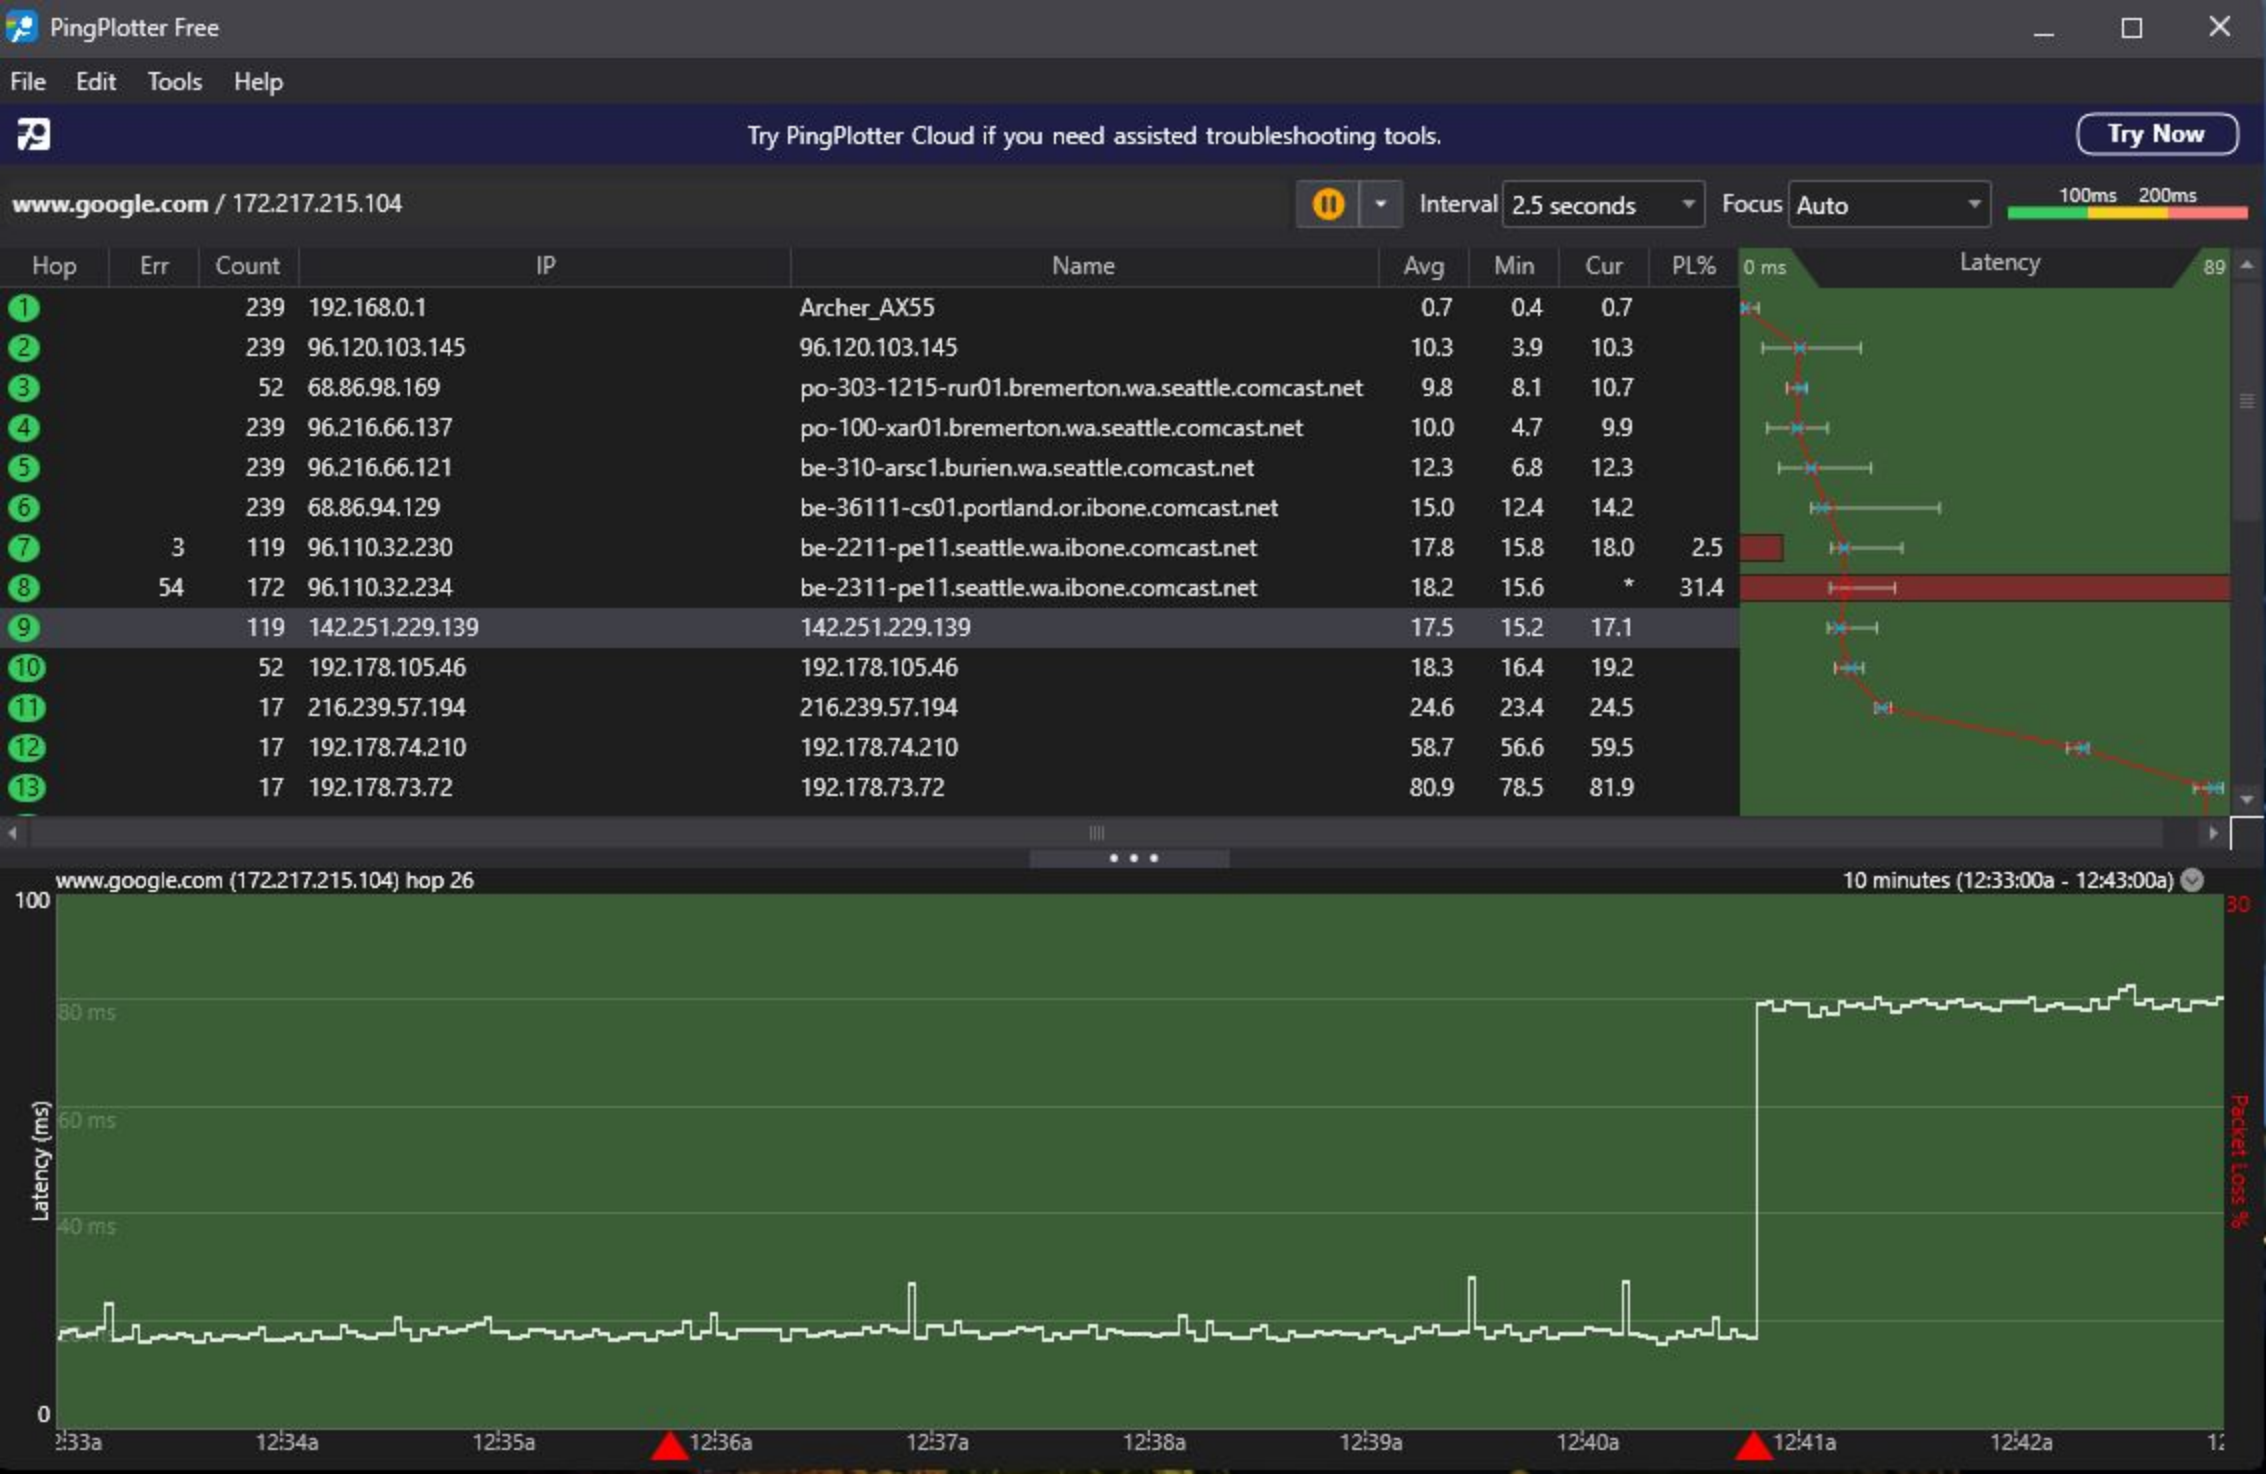 PingPlotter Free
File Edit Tools Help
Try PingPlotter Cloud if you need assisted troubleshooting tools. Try Now
www.google.com / 172.217.215.104 Interval 2.5 seconds Focus Auto 100ms 200ms
Hop Err Count IP Name Avg Min Cur PL% 0 ms Latency 89
1 239 192.168.0.1 Archer_AX55 0.7 0.4 0.7
2 239 96.120.103.145 96.120.103.145 10.3 3.9 10.3
3 52 68.86.98.169 po-303-1215-rur01.bremerton.wa.seattle.comcast.net 9.8 8.1 10.7
4 239 96.216.66.137 po-100-xar01.bremerton.wa.seattle.comcast.net 10.0 4.7 9.9
5 239 96.216.66.121 be-310-arsc1.burien.wa.seattle.comcast.net 12.3 6.8 12.3
6 239 68.86.94.129 be-36111-cs01.portland.or.ibone.comcast.net 15.0 12.4 14.2
7 3 119 96.110.32.230 be-2211-pe11.seattle.wa.ibone.comcast.net 17.8 15.8 18.0 2.5
8 54 172 96.110.32.234 be-2311-pe11.seattle.wa.ibone.comcast.net 18.2 15.6 * 31.4
9 119 142.251.229.139 142.251.229.139 17.5 15.2 17.1
10 52 192.178.105.46 192.178.105.46 18.3 16.4 19.2
11 17 216.239.57.194 216.239.57.194 24.6 23.4 24.5
12 17 192.178.74.210 192.178.74.210 58.7 56.6 59.5
13 17 192.178.73.72 192.178.73.72 80.9 78.5 81.9
www.google.com (172.217.215.104) hop 26 10 minutes (12:33:00a - 12:43:00a)
100 30
80 ms
60 ms
Latency (ms) Packet Loss %
40 ms
0
:33a 12:34a 12:35a 12:36a 12:37a 12:38a 12:39a 12:40a 12:41a 12:42a